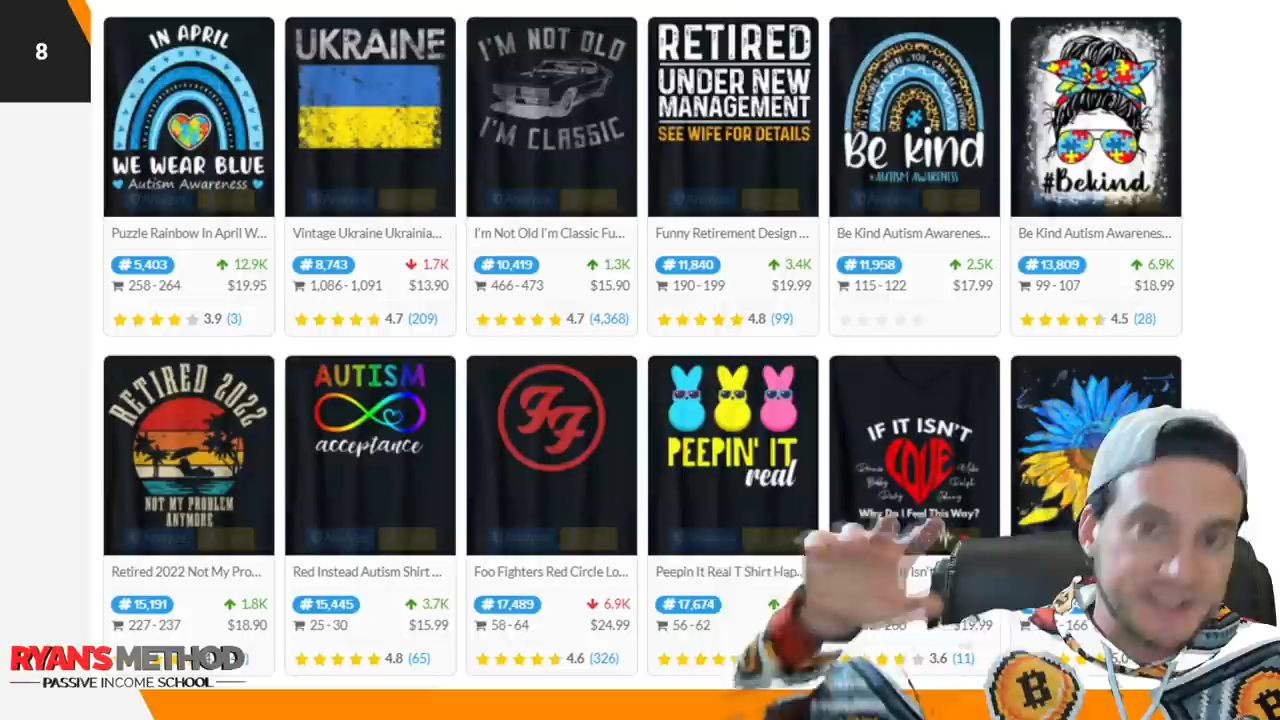 8
IN APRIL
WE WEAR BLUE
Autism Awareness
UKRAINE
I'M NOT OLD
I'M CLASSIC
RETIRED
UNDER NEW
MANAGEMENT
SEE WIFE FOR DETAILS
Be kind
#AUTISM AWARENESS
#Bekind
Puzzle Rainbow In April W...
Vintage Ukraine Ukrainia...
I'm Not Old I'm Classic Fu...
Funny Retirement Design ...
Be Kind Autism Awarenes...
Be Kind Autism Awarenes...
#5,403 12.9K
#8,743 1.7K
#10,419 1.3K
#11,840 3.4K
#11,958 2.5K
#13,809 6.9K
258 - 264 $19.95
1,086 - 1,091 $13.90
466 - 473 $15.90
190 - 199 $19.99
115 - 122 $17.99
99 - 107 $18.99
3.9 (3)
4.7 (209)
4.7 (4,368)
4.8 (99)
4.5 (28)
RETIRED 2022
NOT MY PROBLEM
ANYMORE
AUTISM
acceptance
FF
PEEPIN' IT
real
IF IT ISN'T
LOVE
Why Do I Feel This Way?
Retired 2022 Not My Pro...
Red Instead Autism Shirt ...
Foo Fighters Red Circle Lo...
Peepin It Real T Shirt Hap...
#15,191 1.8K
#15,445 3.7K
#17,489 6.9K
#17,674
227 - 237 $18.90
25 - 30 $15.99
58 - 64 $24.99
56 - 62
$19.99
4.8 (65)
4.6 (326)
3.6 (11)
RYAN'S METHOD
PASSIVE INCOME SCHOOL